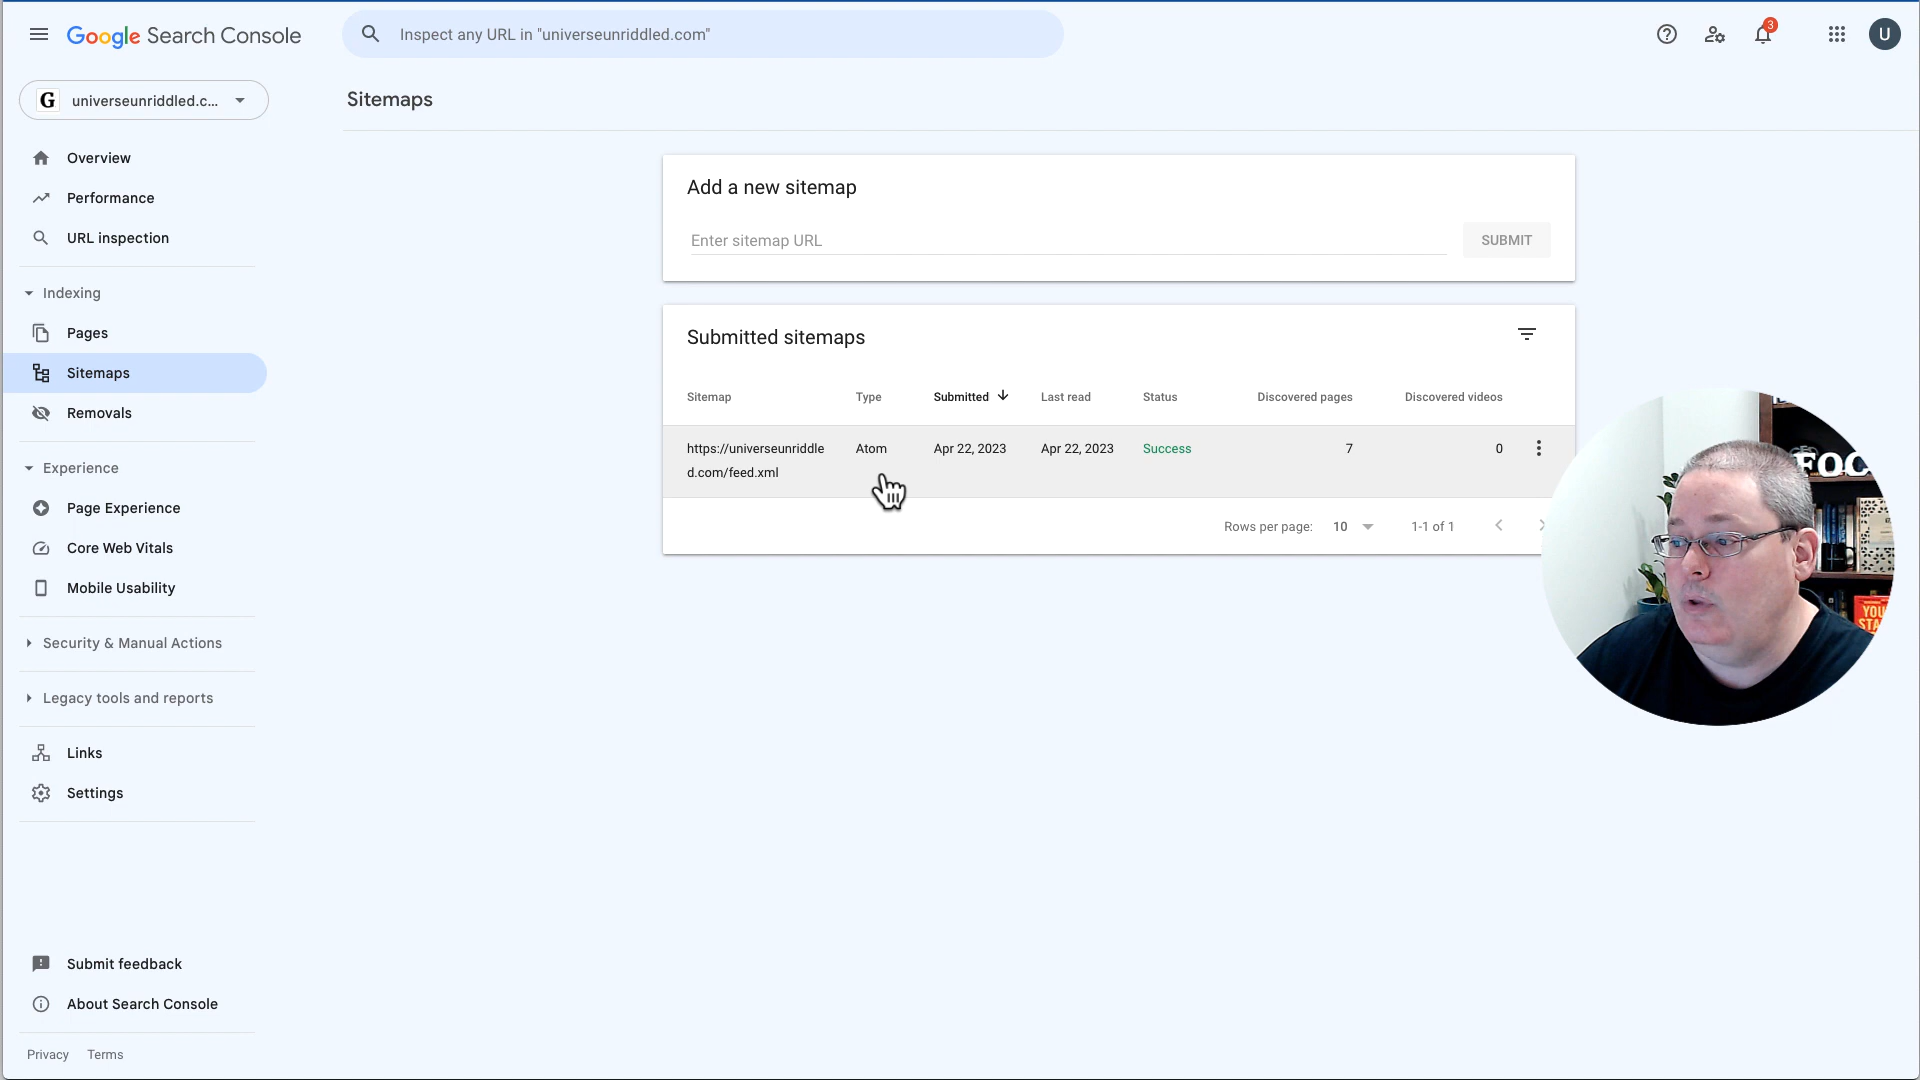 Google Search Console
Inspect any URL in "universeunriddled.com"
3
U
G universeunriddled.c...
Sitemaps
Overview
Performance
URL inspection
Indexing
Pages
Sitemaps
Removals
Experience
Page Experience
Core Web Vitals
Mobile Usability
Security & Manual Actions
Legacy tools and reports
Links
Settings
Submit feedback
About Search Console
Privacy Terms
Add a new sitemap
Enter sitemap URL
SUBMIT
Submitted sitemaps
Sitemap Type Submitted Last read Status Discovered pages Discovered videos
https://universeunriddle Atom Apr 22, 2023 Apr 22, 2023 Success 7 0
d.com/feed.xml
Rows per page: 10 1-1 of 1
FOC
YOU
STA